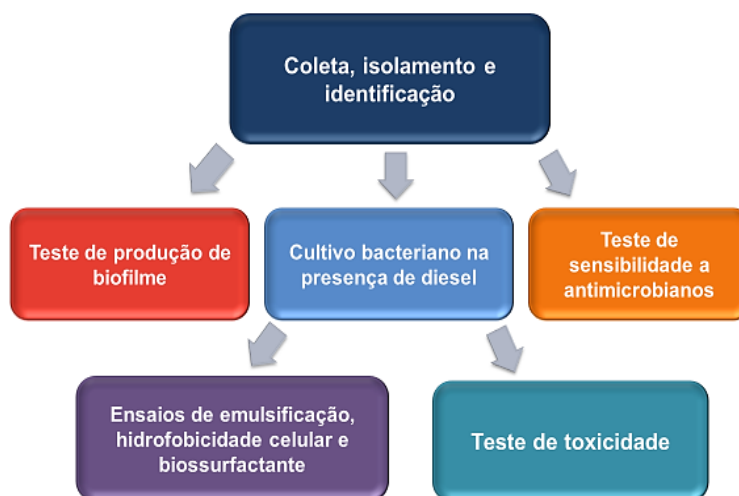 Coleta, isolamento e
identificação
Teste de produção de
biofilme
Cultivo bacteriano na
presença de diesel
Teste de
sensibilidade a
antimicrobianos
Ensaios de emulsificação,
hidrofobicidade celular e
biossurfactante
Teste de toxicidade